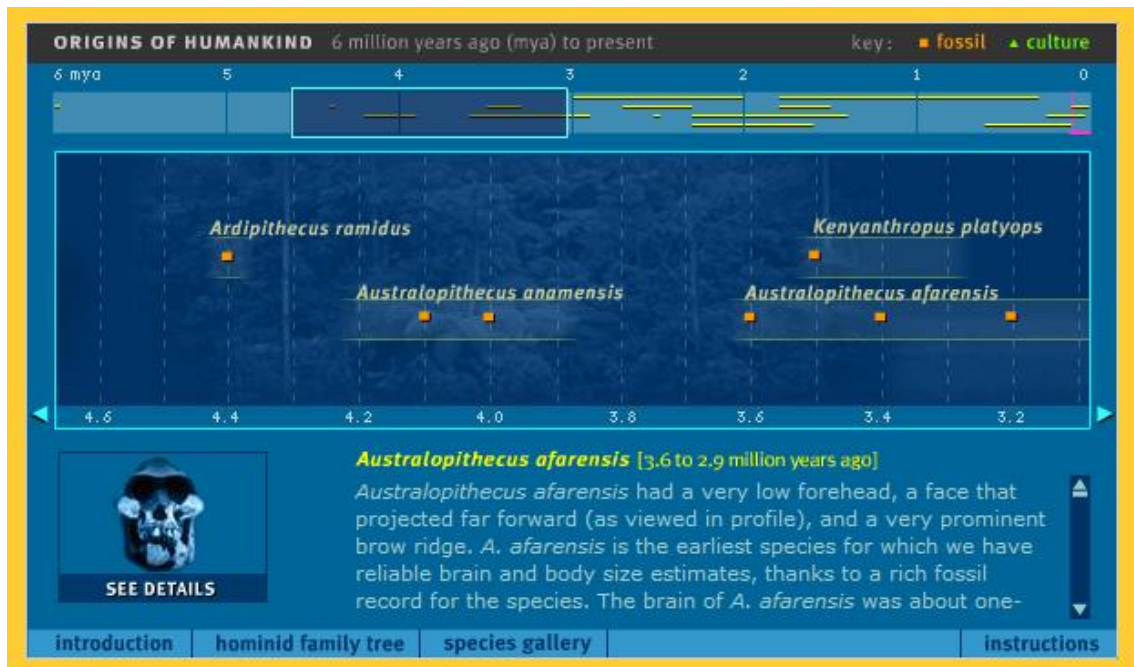 ORIGINS OF HUMANKIND 6 million years ago (mya) to present key: fossil culture
6 mya 5 4 3 2 1 0
Ardipithecus ramidus Kenyanthropus platyops
Australopithecus anamensis Australopithecus afarensis
4.6 4.4 4.2 4.0 3.8 3.6 3.4 3.2
Australopithecus afarensis [3.6 to 2.9 million years ago]
Australopithecus afarensis had a very low forehead, a face that
projected far forward (as viewed in profile), and a very prominent
brow ridge. A. afarensis is the earliest species for which we have
reliable brain and body size estimates, thanks to a rich fossil
record for the species. The brain of A. afarensis was about one-
SEE DETAILS
introduction hominid family tree species gallery instructions